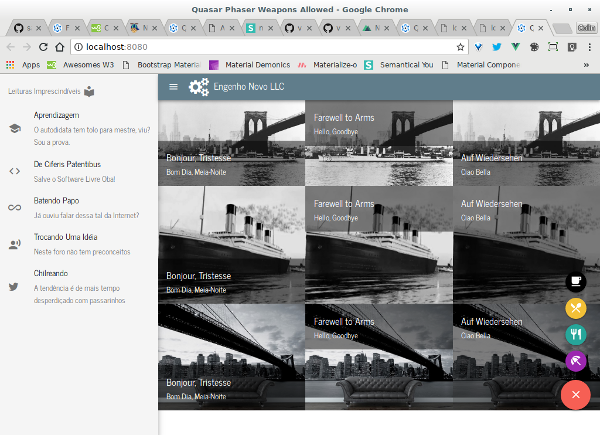 Quasar Phaser Weapons Allowed - Google Chrome
localhost:8080
Apps
Awesomes W3
Bootstrap Material
Material Demonics
Materialize-o
Semantical You
Material Compone
Leituras Imprescindíveis
Engenho Novo LLC
Aprendizagem
O autodidata tem tolo para mestre, viu?
Sou a prova.
De Ciferis Patentibus
Salve o Software Livre Oba!
Batendo Papo
Já ouviu falar dessa tal da Internet?
Trocando Uma Idéia
Neste foro não tem preconceitos
Chilreando
A tendência é de mais tempo
desperdiçado com passarinhos
Farewell to Arms
Hello, Goodbye
Bonjour, Tristesse
Bom Dia, Meia-Noite
Auf Wiedersehen
Ciao Bella
Farewell to Arms
Hello, Goodbye
Auf Wiedersehen
Ciao Bella
Bonjour, Tristesse
Bom Dia, Meia-Noite
Farewell to Arms
Hello, Goodbye
Auf Wiedersehen
Ciao Bella
Bonjour, Tristesse
Bom Dia, Meia-Noite